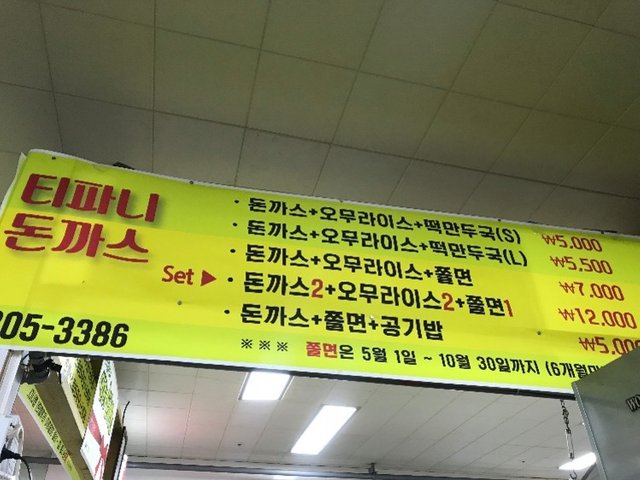 티파니
돈까스
805-3386
Set ▶
· 돈까스+오무라이스+떡만두국(S) ₩5,000
· 돈까스+오무라이스+떡만두국(L) ₩5,500
· 돈까스+오무라이스+쫄면 ₩7,000
· 돈까스2+오무라이스2+쫄면1 ₩12,000
· 돈까스+쫄면+공기밥 ₩5,000
※※※ 쫄면은 5월 1일 ~ 10월 30일까지 (6개월